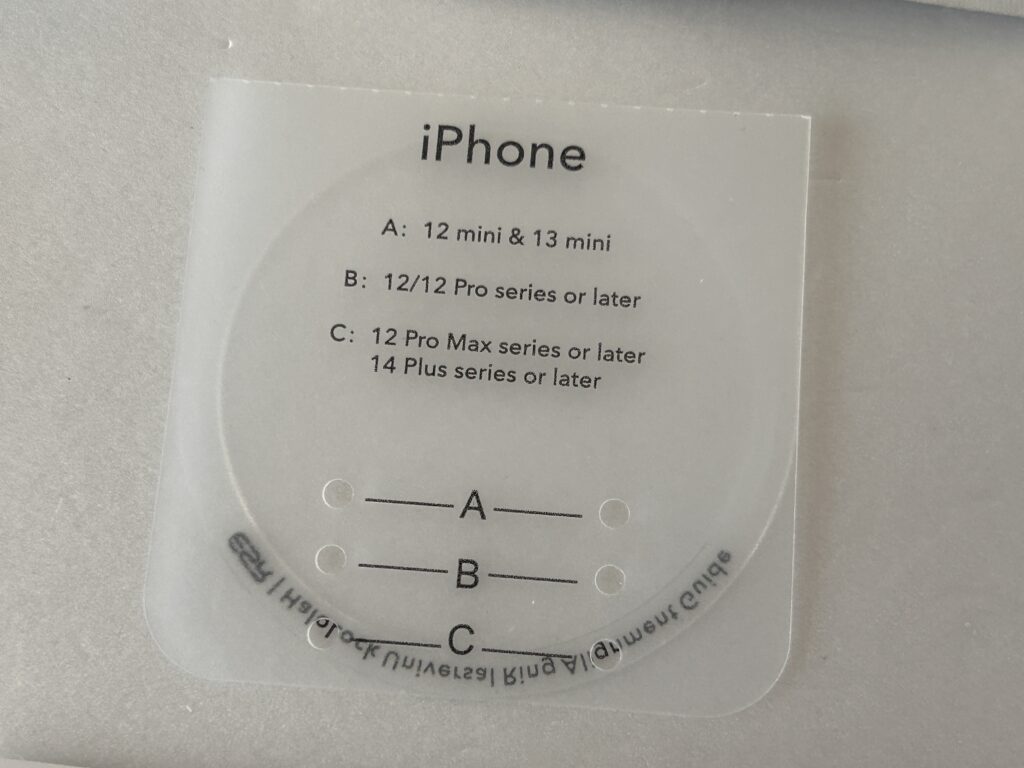 iPhone
A: 12 mini & 13 mini
B: 12/12 Pro series or later
C: 12 Pro Max series or later
14 Plus series or later
A
B
C
ESR | HaloLock Universal Ring Alignment Guide